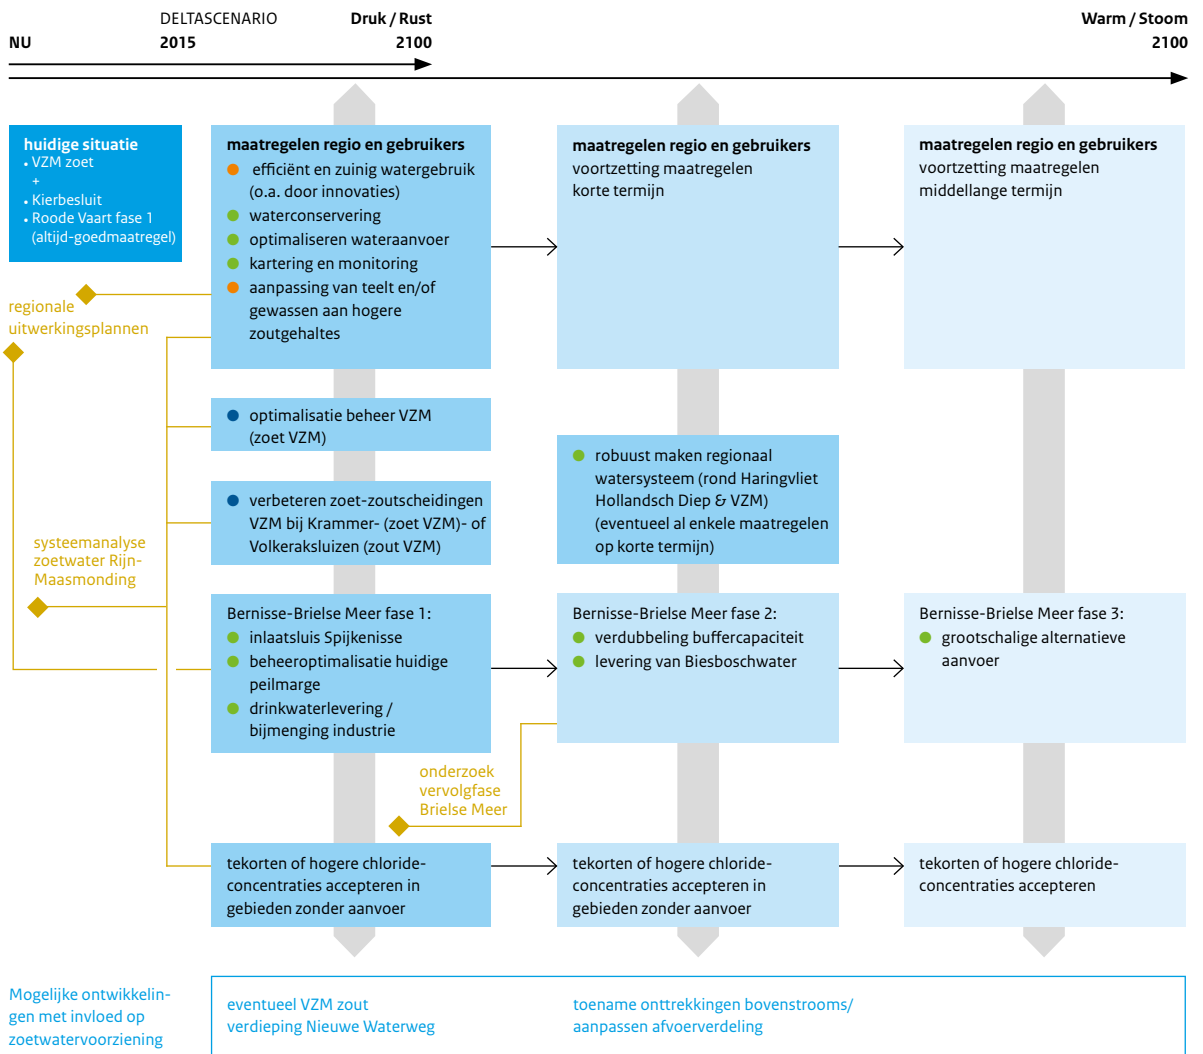 DELTASCENARIO
Druk / Rust
Warm / Stoom
NU
2015
2100
2100
huidige situatie
• VZM zoet
+
• Kierbesluit
• Roode Vaart fase 1
(altijd-goedmaatregel)
maatregelen regio en gebruikers
efficiënt en zuinig watergebruik
(o.a. door innovaties)
waterconservering
optimaliseren wateraanvoer
kartering en monitoring
aanpassing van teelt en/of
gewassen aan hogere
zoutgehaltes
maatregelen regio en gebruikers
voortzetting maatregelen
korte termijn
maatregelen regio en gebruikers
voortzetting maatregelen
middellange termijn
regionale
uitwerkingsplannen
optimalisatie beheer VZM
(zoet VZM)
verbeteren zoet-zoutscheidingen
VZM bij Krammer- (zoet VZM)- of
Volkeraksluizen (zout VZM)
robuust maken regionaal
watersysteem (rond Haringvliet
Hollandsch Diep & VZM)
(eventueel al enkele maatregelen
op korte termijn)
systeemanalyse
zoetwater Rijn-
Maasmonding
Bernisse-Brielse Meer fase 1:
inlaatsluis Spijkenisse
beheeroptimalisatie huidige
peilmarge
drinkwaterlevering /
bijmenging industrie
Bernisse-Brielse Meer fase 2:
verdubbeling buffercapaciteit
levering van Biesboschwater
Bernisse-Brielse Meer fase 3:
grootschalige alternatieve
aanvoer
onderzoek
vervolgfase
Brielse Meer
tekorten of hogere chloride-
concentraties accepteren in
gebieden zonder aanvoer
tekorten of hogere chloride-
concentraties accepteren in
gebieden zonder aanvoer
tekorten of hogere chloride-
concentraties accepteren
Mogelijke ontwikkelin-
gen met invloed op
zoetwatervoorziening
eventueel VZM zout
verdieping Nieuwe Waterweg
toename onttrekkingen bovenstrooms/
aanpassen afvoerverdeling